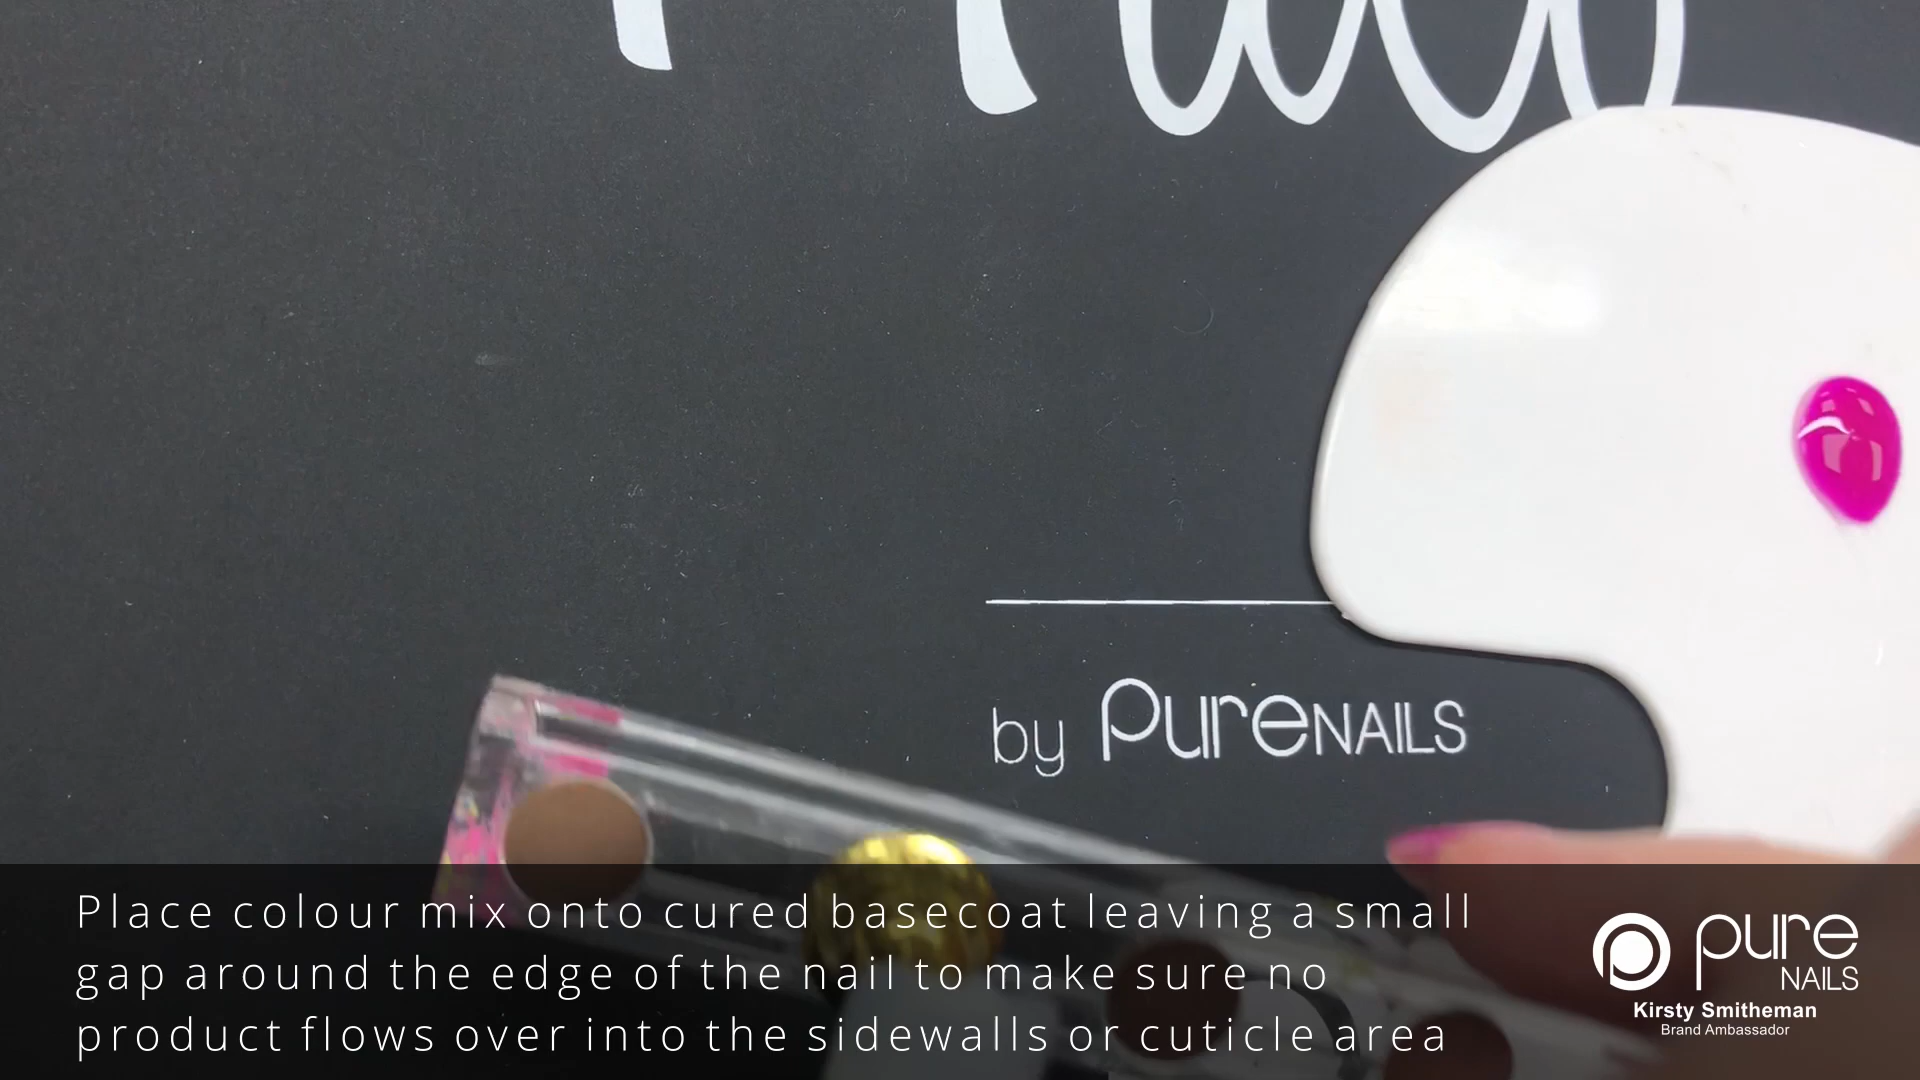 by PureNAILS
Place colour mix onto cured basecoat leaving a small
gap around the edge of the nail to make sure no
product flows over into the sidewalls or cuticle area
pure
NAILS
Kirsty Smitheman
Brand Ambassador